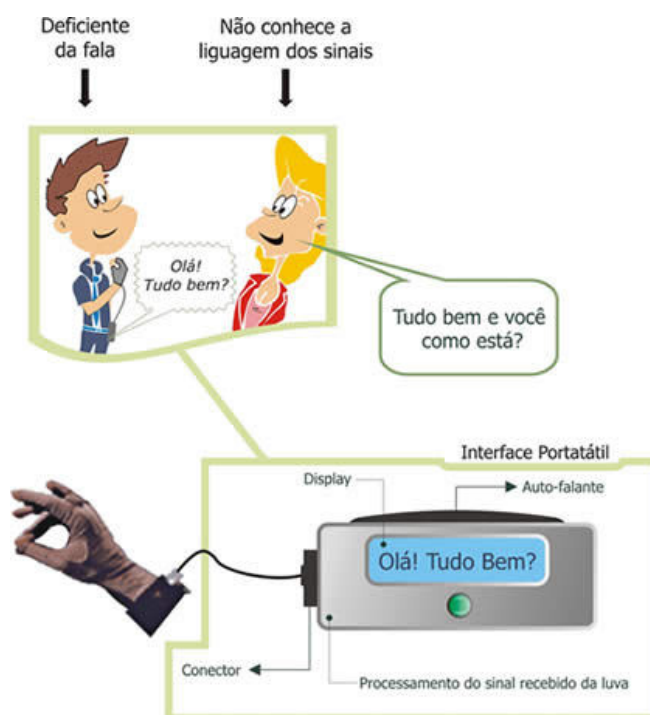 Deficiente
da fala
Não conhece a
liguagem dos sinais
Olá!
Tudo bem?
Tudo bem e você
como está?
Interface Portatátil
Display
Auto-falante
Olá! Tudo Bem?
Conector
Processamento do sinal recebido da luva